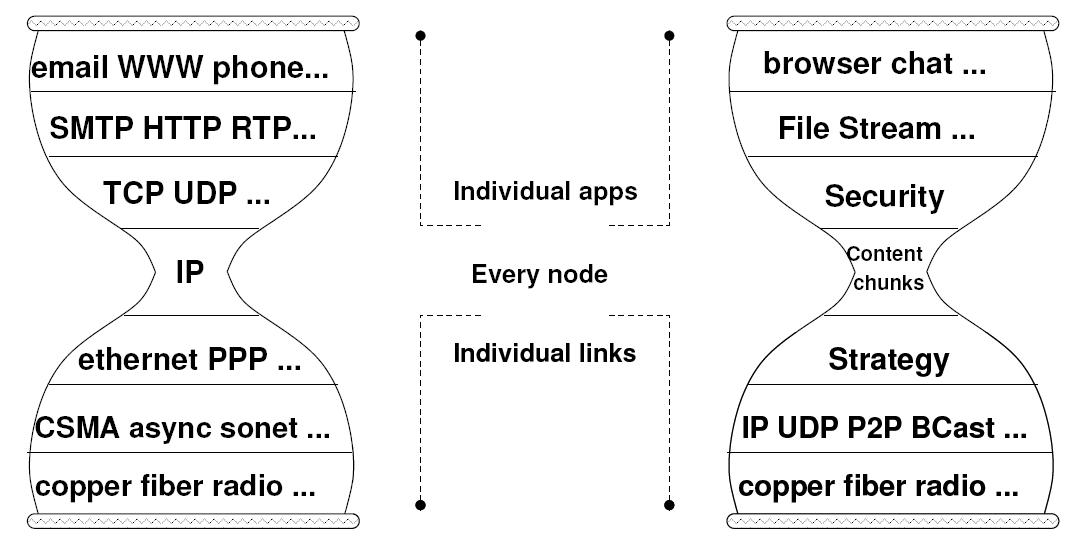 email WWW phone...
SMTP HTTP RTP...
TCP UDP ...
IP
ethernet PPP ...
CSMA async sonet ...
copper fiber radio ...
Individual apps
Every node
Individual links
browser chat ...
File Stream ...
Security
Content
chunks
Strategy
IP UDP P2P BCast ...
copper fiber radio ...